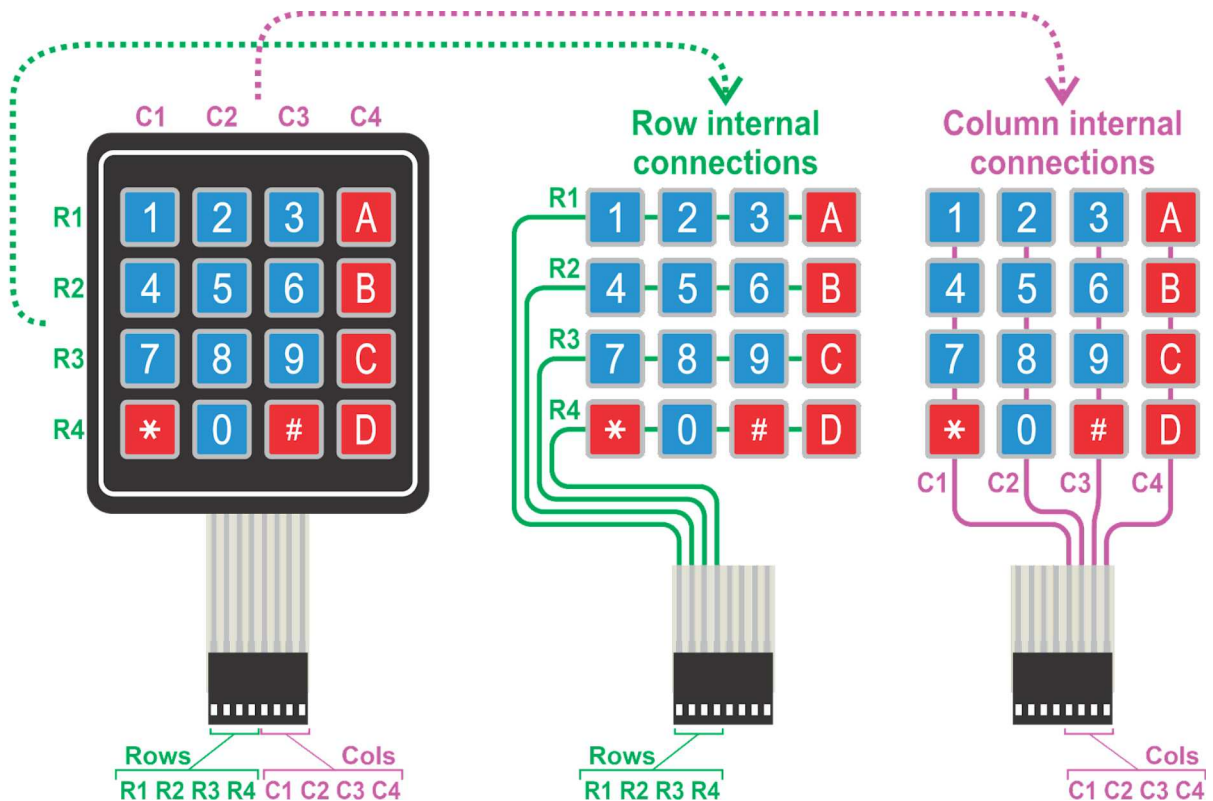 C1 C2 C3 C4
R1 1 2 3 A
R2 4 5 6 B
R3 7 8 9 C
R4 * 0 # D
Rows Cols
R1 R2 R3 R4 C1 C2 C3 C4
Row internal
connections
R1 1 2 3 A
R2 4 5 6 B
R3 7 8 9 C
R4 * 0 # D
Rows
R1 R2 R3 R4
Column internal
connections
1 2 3 A
4 5 6 B
7 8 9 C
* 0 # D
C1 C2 C3 C4
Cols
C1 C2 C3 C4